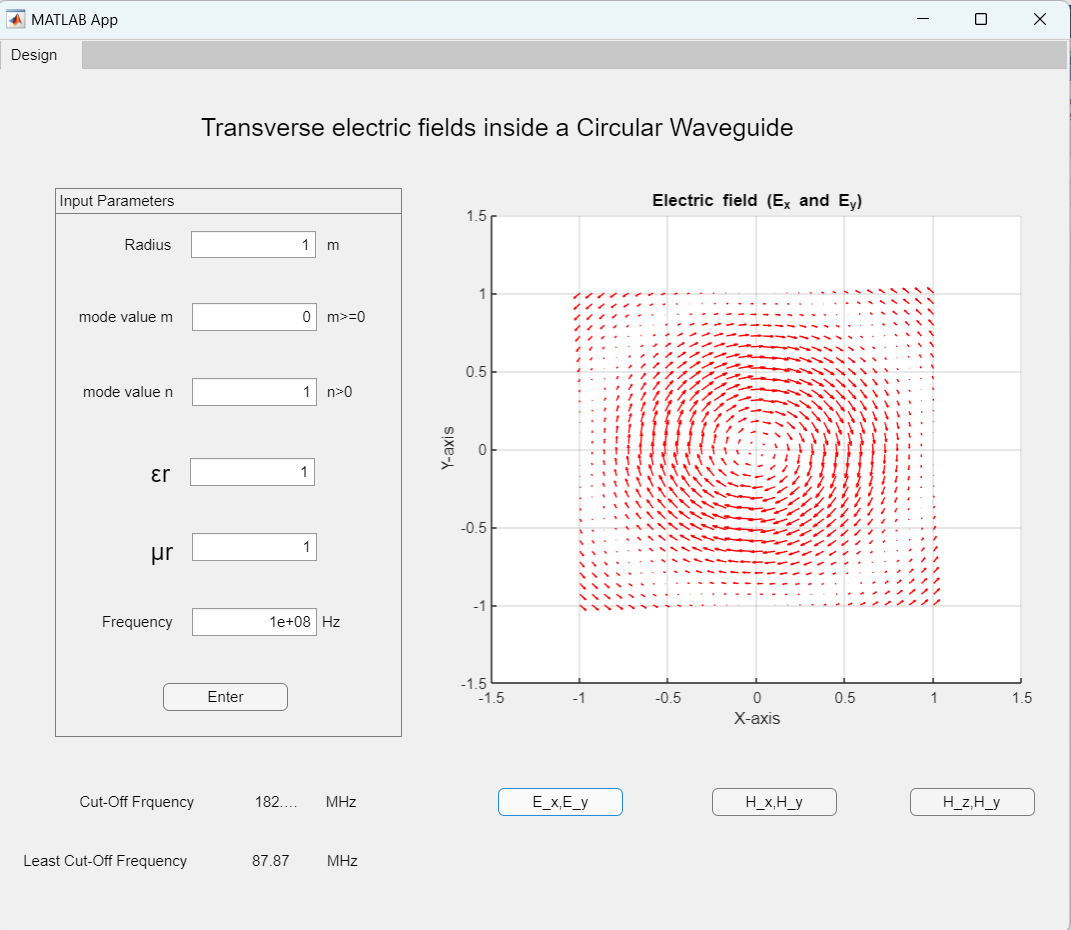 MATLAB App
Design
Transverse electric fields inside a Circular Waveguide
Input Parameters
Radius 1 m
mode value m 0 m>=0
mode value n 1 n>0
εr 1
μr 1
Frequency 1e+08 Hz
Enter
Cut-Off Frquency 182.... MHz
Least Cut-Off Frequency 87.87 MHz
Electric field (Ex and Ey)
1.5
1
0.5
0
-0.5
-1
-1.5
Y-axis
-1.5 -1 -0.5 0 0.5 1 1.5
X-axis
E_x,E_y H_x,H_y H_z,H_y